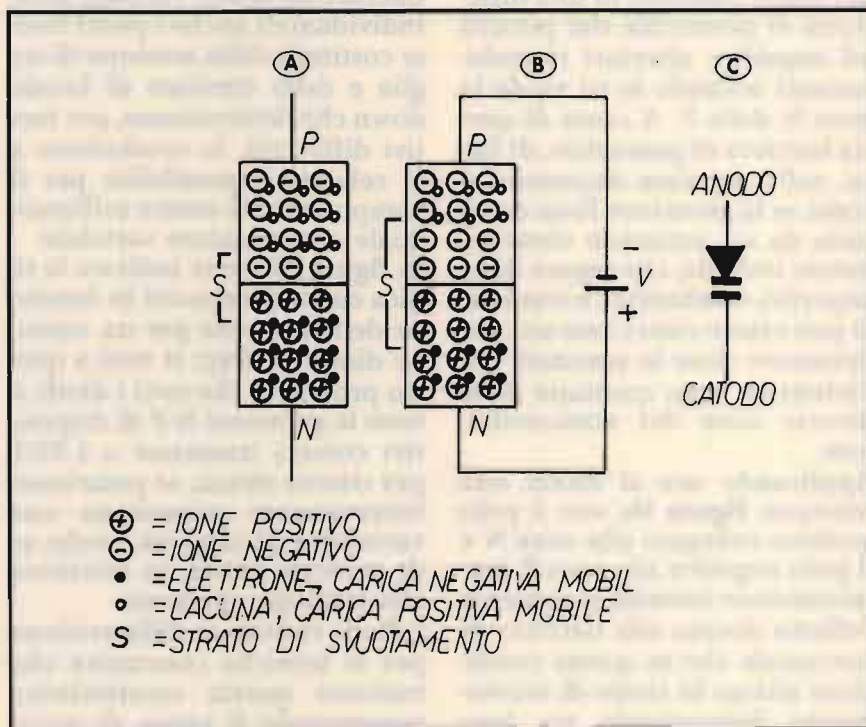 A B C
P P
ANODO
S S
V
CATODO
N N
⊕ = IONE POSITIVO
⊖ = IONE NEGATIVO
• = ELETTRONE, CARICA NEGATIVA MOBIL
∘ = LACUNA, CARICA POSITIVA MOBILE
S = STRATO DI SVUOTAMENTO